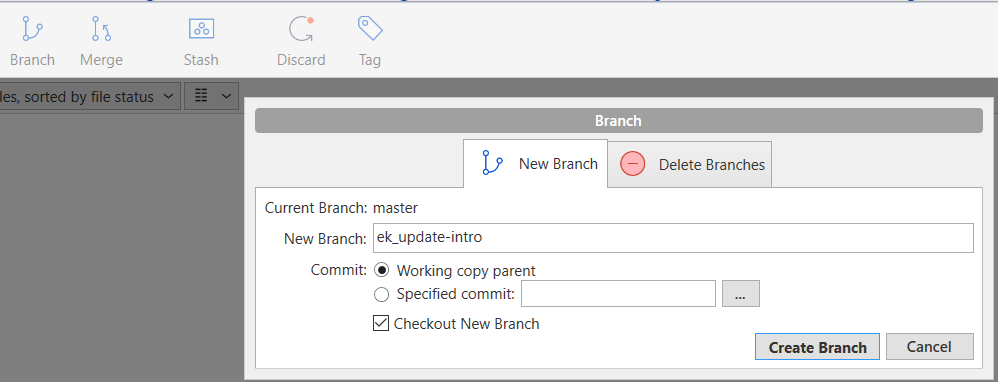 Branch Merge Stash Discard Tag
les, sorted by file status
Branch
New Branch Delete Branches
Current Branch: master
New Branch: ek_update-intro
Commit: Working copy parent
Specified commit: ...
Checkout New Branch
Create Branch Cancel